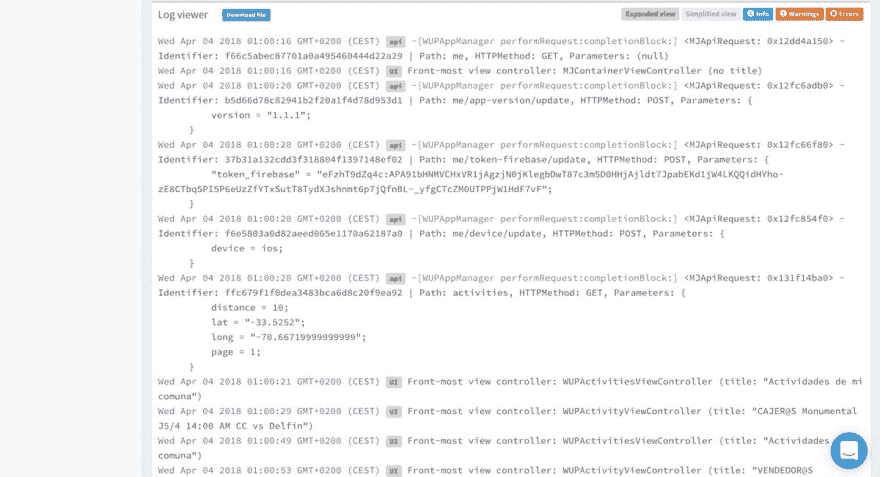 Log viewer Download file Expanded view Simplified view Info Warnings Errors
Wed Apr 04 2018 01:00:16 GMT+0200 (CEST) api -[WUPAppManager performRequest:completionBlock:] <MJApiRequest: 0x12dd4a150> -
Identifier: f66c5abec87701a0a495460444d22a29 | Path: me, HTTPMethod: GET, Parameters: (null)
Wed Apr 04 2018 01:00:16 GMT+0200 (CEST) UI Front-most view controller: MJContainerViewController (no title)
Wed Apr 04 2018 01:00:20 GMT+0200 (CEST) api -[WUPAppManager performRequest:completionBlock:] <MJApiRequest: 0x12fc6adb0> -
Identifier: b5d66d78c82941b2f20a1f4d78d953d1 | Path: me/app-version/update, HTTPMethod: POST, Parameters: {
version = "1.1.1";
}
Wed Apr 04 2018 01:00:20 GMT+0200 (CEST) api -[WUPAppManager performRequest:completionBlock:] <MJApiRequest: 0x12fc66f80> -
Identifier: 37b31a132cdd3f318804f1397148ef02 | Path: me/token-firebase/update, HTTPMethod: POST, Parameters: {
"token_firebase" = "eFzhT9dZq4c:APA91bHNMVCHxVR1jAgzjN0jKlegbDwT87c3m5D0HHjAjldt7JpabEKd1jW4LKQQidHYho-
zE8CTbq5PI5P6eUzZfYTxSutT8TydXJshnmt6p7jQfnBL-_yfgCTcZM0UTPPjW1HdF7vF";
}
Wed Apr 04 2018 01:00:20 GMT+0200 (CEST) api -[WUPAppManager performRequest:completionBlock:] <MJApiRequest: 0x12fc854f0> -
Identifier: f6e5803a0d82aeed065e1170a62187a0 | Path: me/device/update, HTTPMethod: POST, Parameters: {
device = ios;
}
Wed Apr 04 2018 01:00:20 GMT+0200 (CEST) api -[WUPAppManager performRequest:completionBlock:] <MJApiRequest: 0x131f14ba0> -
Identifier: ffc679f1f0dea3483bca6d8c20f9ea92 | Path: activities, HTTPMethod: GET, Parameters: {
distance = 10;
lat = "-33.5252";
long = "-70.66719999999999";
page = 1;
}
Wed Apr 04 2018 01:00:21 GMT+0200 (CEST) UI Front-most view controller: WUPActivitiesViewController (title: "Actividades de mi
comuna")
Wed Apr 04 2018 01:00:29 GMT+0200 (CEST) UI Front-most view controller: WUPActivityViewController (title: "CAJER@S Monumental
J5/4 14:00 AM CC vs Delfin")
Wed Apr 04 2018 01:00:49 GMT+0200 (CEST) UI Front-most view controller: WUPActivitiesViewController (title: "Actividades
comuna")
Wed Apr 04 2018 01:00:53 GMT+0200 (CEST) UI Front-most view controller: WUPActivityViewController (title: "VENDEDOR@S